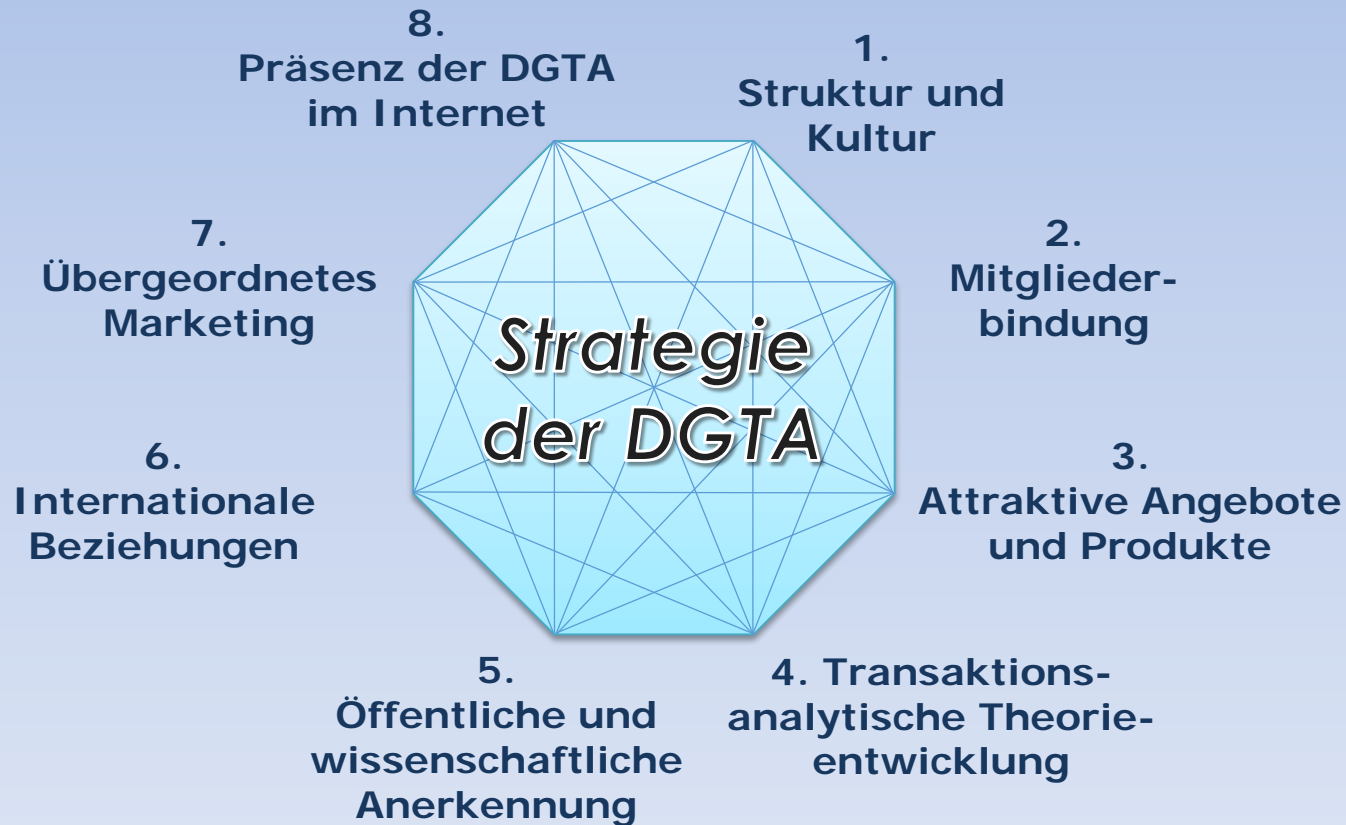 8.
Präsenz der DGTA
im Internet
1.
Struktur und
Kultur
7.
Übergeordnetes
Marketing
2.
Mitglieder-
bindung
Strategie
der DGTA
6.
Internationale
Beziehungen
3.
Attraktive Angebote
und Produkte
5.
Öffentliche und
wissenschaftliche
Anerkennung
4. Transaktions-
analytische Theorie-
entwicklung